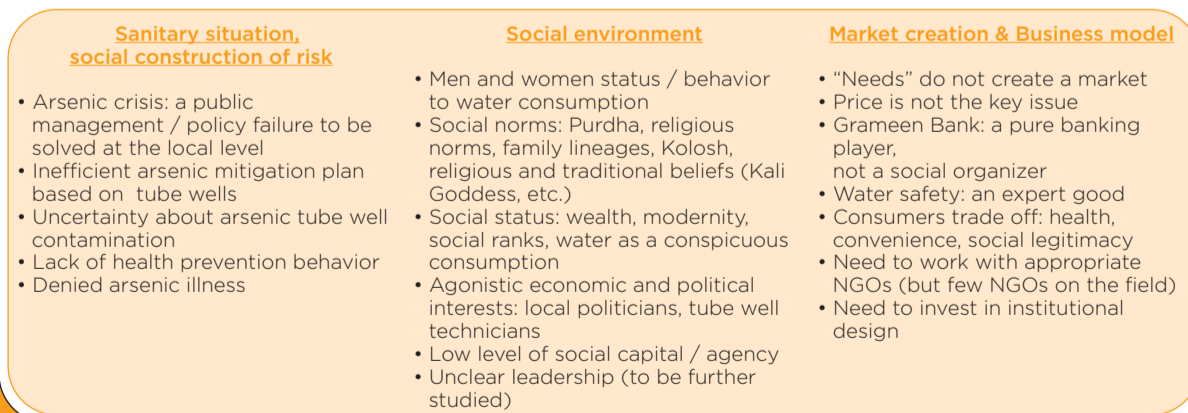 Sanitary situation,
social construction of risk
• Arsenic crisis: a public
management / policy failure to be
solved at the local level
• Inefficient arsenic mitigation plan
based on tube wells
• Uncertainty about arsenic tube well
contamination
• Lack of health prevention behavior
• Denied arsenic illness
Social environment
• Men and women status / behavior
to water consumption
• Social norms: Purdha, religious
norms, family lineages, Kolosh,
religious and traditional beliefs (Kali
Goddess, etc.)
• Social status: wealth, modernity,
social ranks, water as a conspicuous
consumption
• Agonistic economic and political
interests: local politicians, tube well
technicians
• Low level of social capital / agency
• Unclear leadership (to be further
studied)
Market creation & Business model
• “Needs” do not create a market
• Price is not the key issue
• Grameen Bank: a pure banking
player,
not a social organizer
• Water safety: an expert good
• Consumers trade off: health,
convenience, social legitimacy
• Need to work with appropriate
NGOs (but few NGOs on the field)
• Need to invest in institutional
design